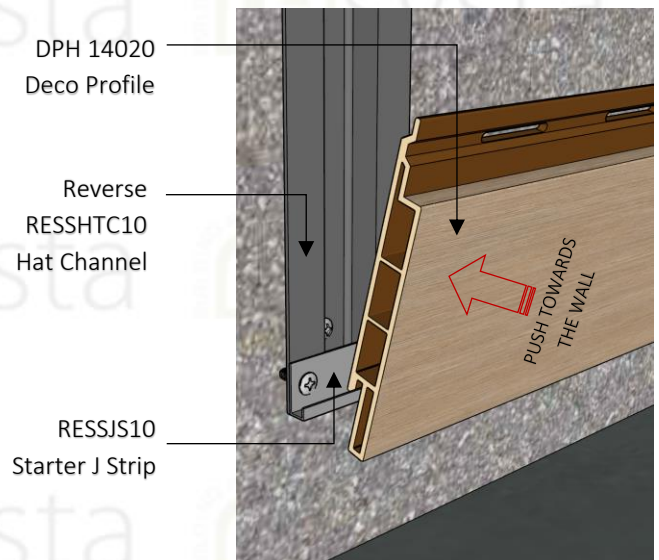 DPH 14020
Deco Profile
Reverse
RESSHTC10
Hat Channel
RESSJS10
Starter J Strip
PUSH TOWARDS
THE WALL